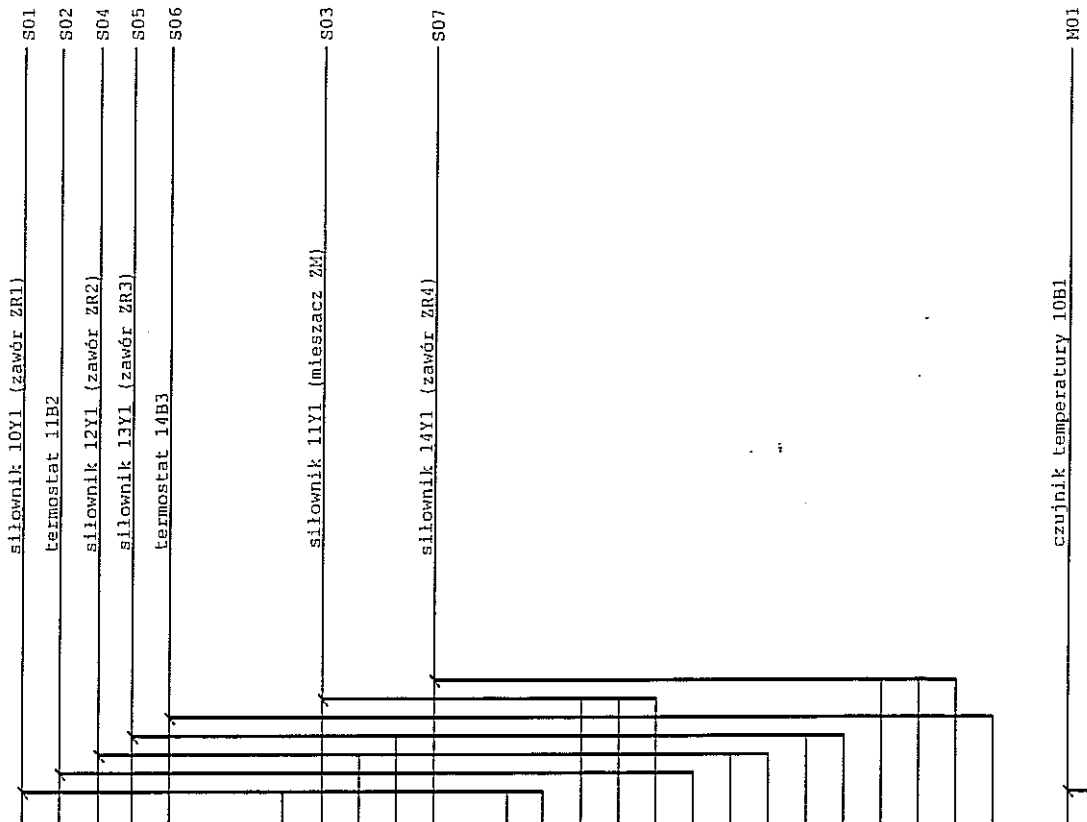 siłownik 10Y1 (zawór ZR1) S01
termostat 11B2 S02
siłownik 12Y1 (zawór ZR2) S04
siłownik 13Y1 (zawór ZR3) S05
termostat 14B3 S06
siłownik 11Y1 (mieszacz ZM) S03
siłownik 14Y1 (zawór ZR4) S07
czujnik temperatury 10B1 M01